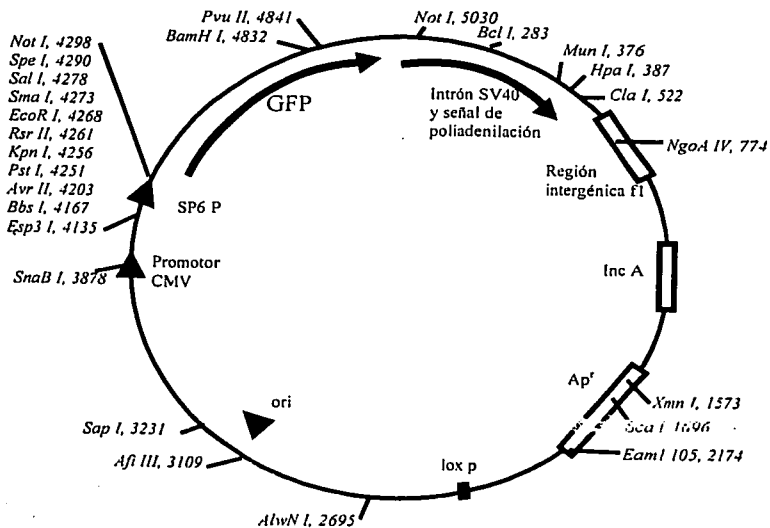 Pvu II, 4841
BamH I, 4832
Not I, 5030
Bcl I, 283
Mun I, 376
Hpa I, 387
Cla I, 522
NgoA IV, 774
Not I, 4298
Spe I, 4290
Sal I, 4278
Sma I, 4273
EcoR I, 4268
Rsr II, 4261
Kpn I, 4256
Pst I, 4251
Avr II, 4203
Bbs I, 4167
Esp3 I, 4135
SnaB I, 3878
GFP
Intrón SV40
y señal de
poliadenilación
Región
intergénica f1
SP6 P
Promotor
CMV
Inc A
Apʳ
Xmn I, 1573
Sca I, 1696
Eam1 105, 2174
ori
Sap I, 3231
Afl III, 3109
lox p
AlwN I, 2695